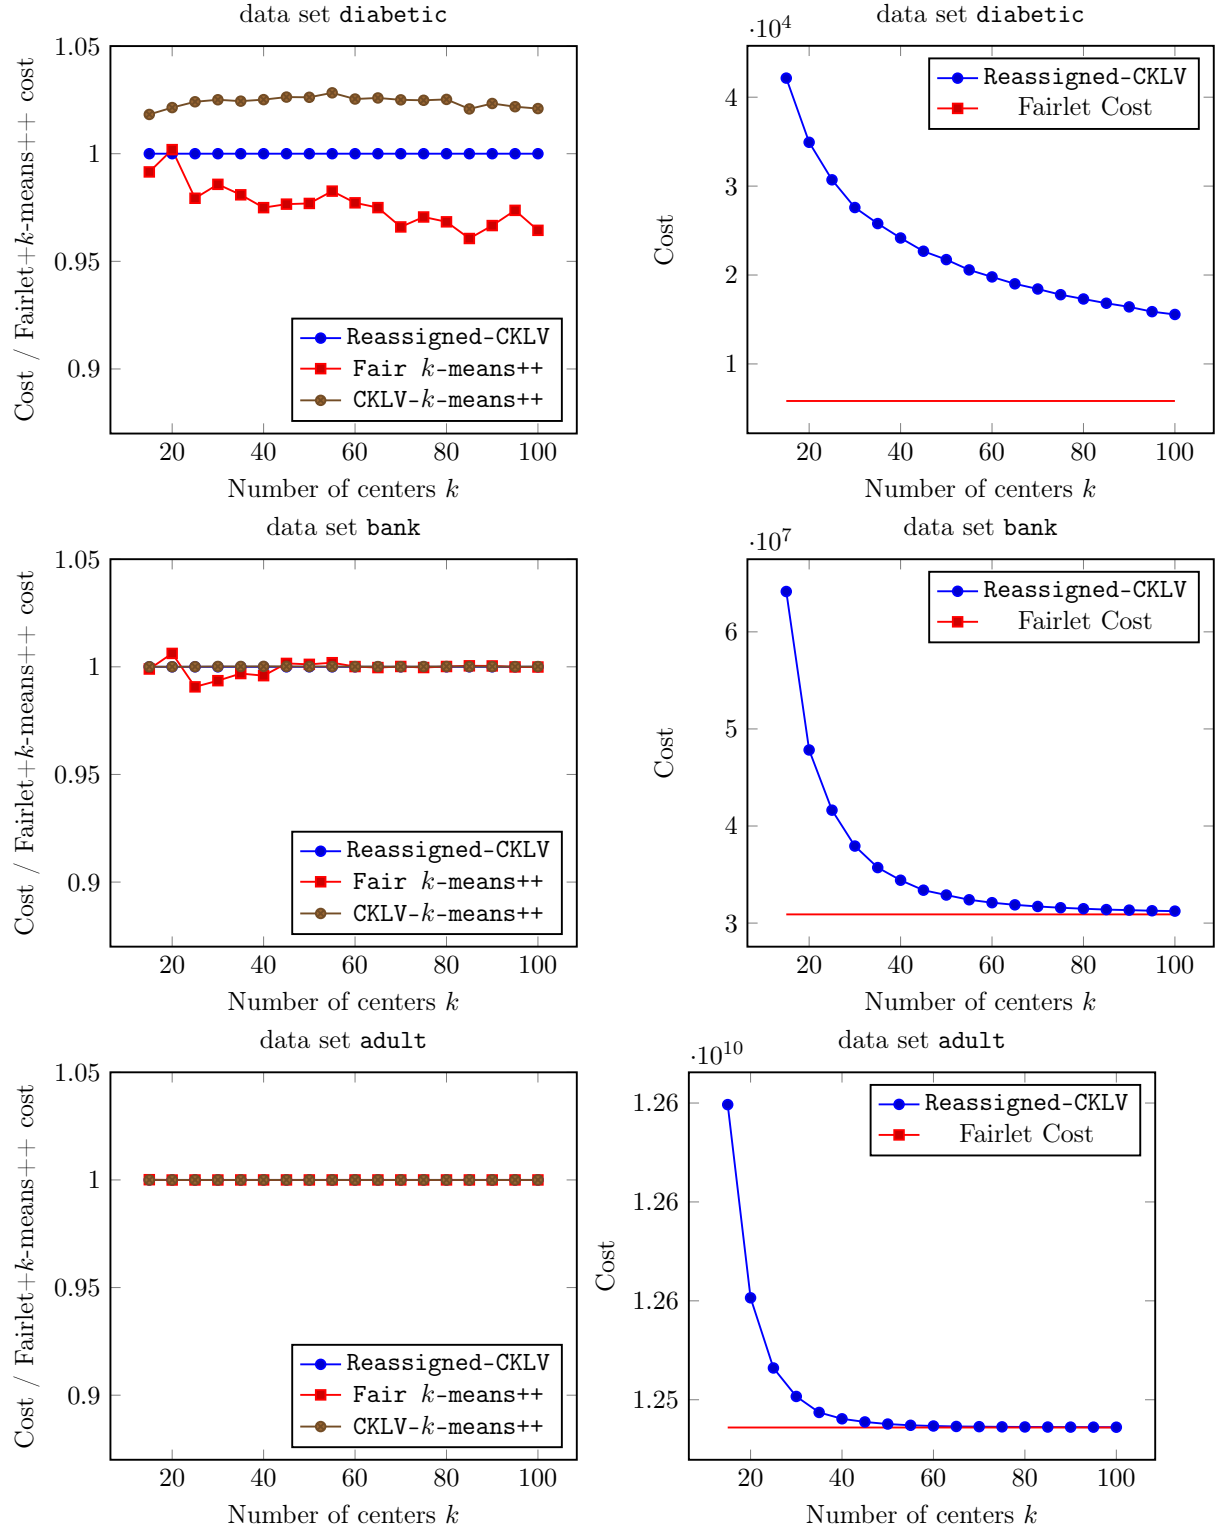 data set diabetic
1.05
1
0.95
0.9
Cost / Fairlet+k-means++ cost
Reassigned-CKLV
Fair k-means++
CKLV-k-means++
20 40 60 80 100
Number of centers k
data set diabetic
·10^4
4
3
2
1
Cost
Reassigned-CKLV
Fairlet Cost
20 40 60 80 100
Number of centers k
data set bank
1.05
1
0.95
0.9
Cost / Fairlet+k-means++ cost
Reassigned-CKLV
Fair k-means++
CKLV-k-means++
20 40 60 80 100
Number of centers k
data set bank
·10^7
6
5
4
3
Cost
Reassigned-CKLV
Fairlet Cost
20 40 60 80 100
Number of centers k
data set adult
1.05
1
0.95
0.9
Cost / Fairlet+k-means++ cost
Reassigned-CKLV
Fair k-means++
CKLV-k-means++
20 40 60 80 100
Number of centers k
data set adult
·10^10
1.26
1.26
1.26
1.25
Cost
Reassigned-CKLV
Fairlet Cost
20 40 60 80 100
Number of centers k